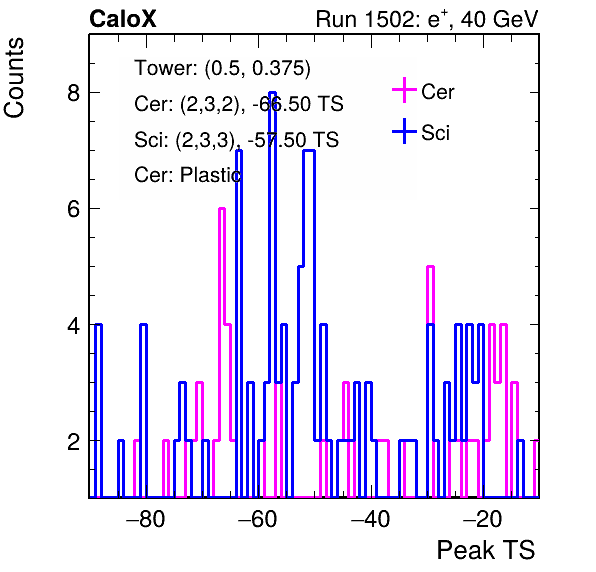 CaloX Run 1502: e⁺, 40 GeV
Counts
Tower: (0.5, 0.375)
Cer: (2,3,2), -66.50 TS
Sci: (2,3,3), -57.50 TS
Cer: Plastic
Cer
Sci
8
6
4
2
−80 −60 −40 −20
Peak TS